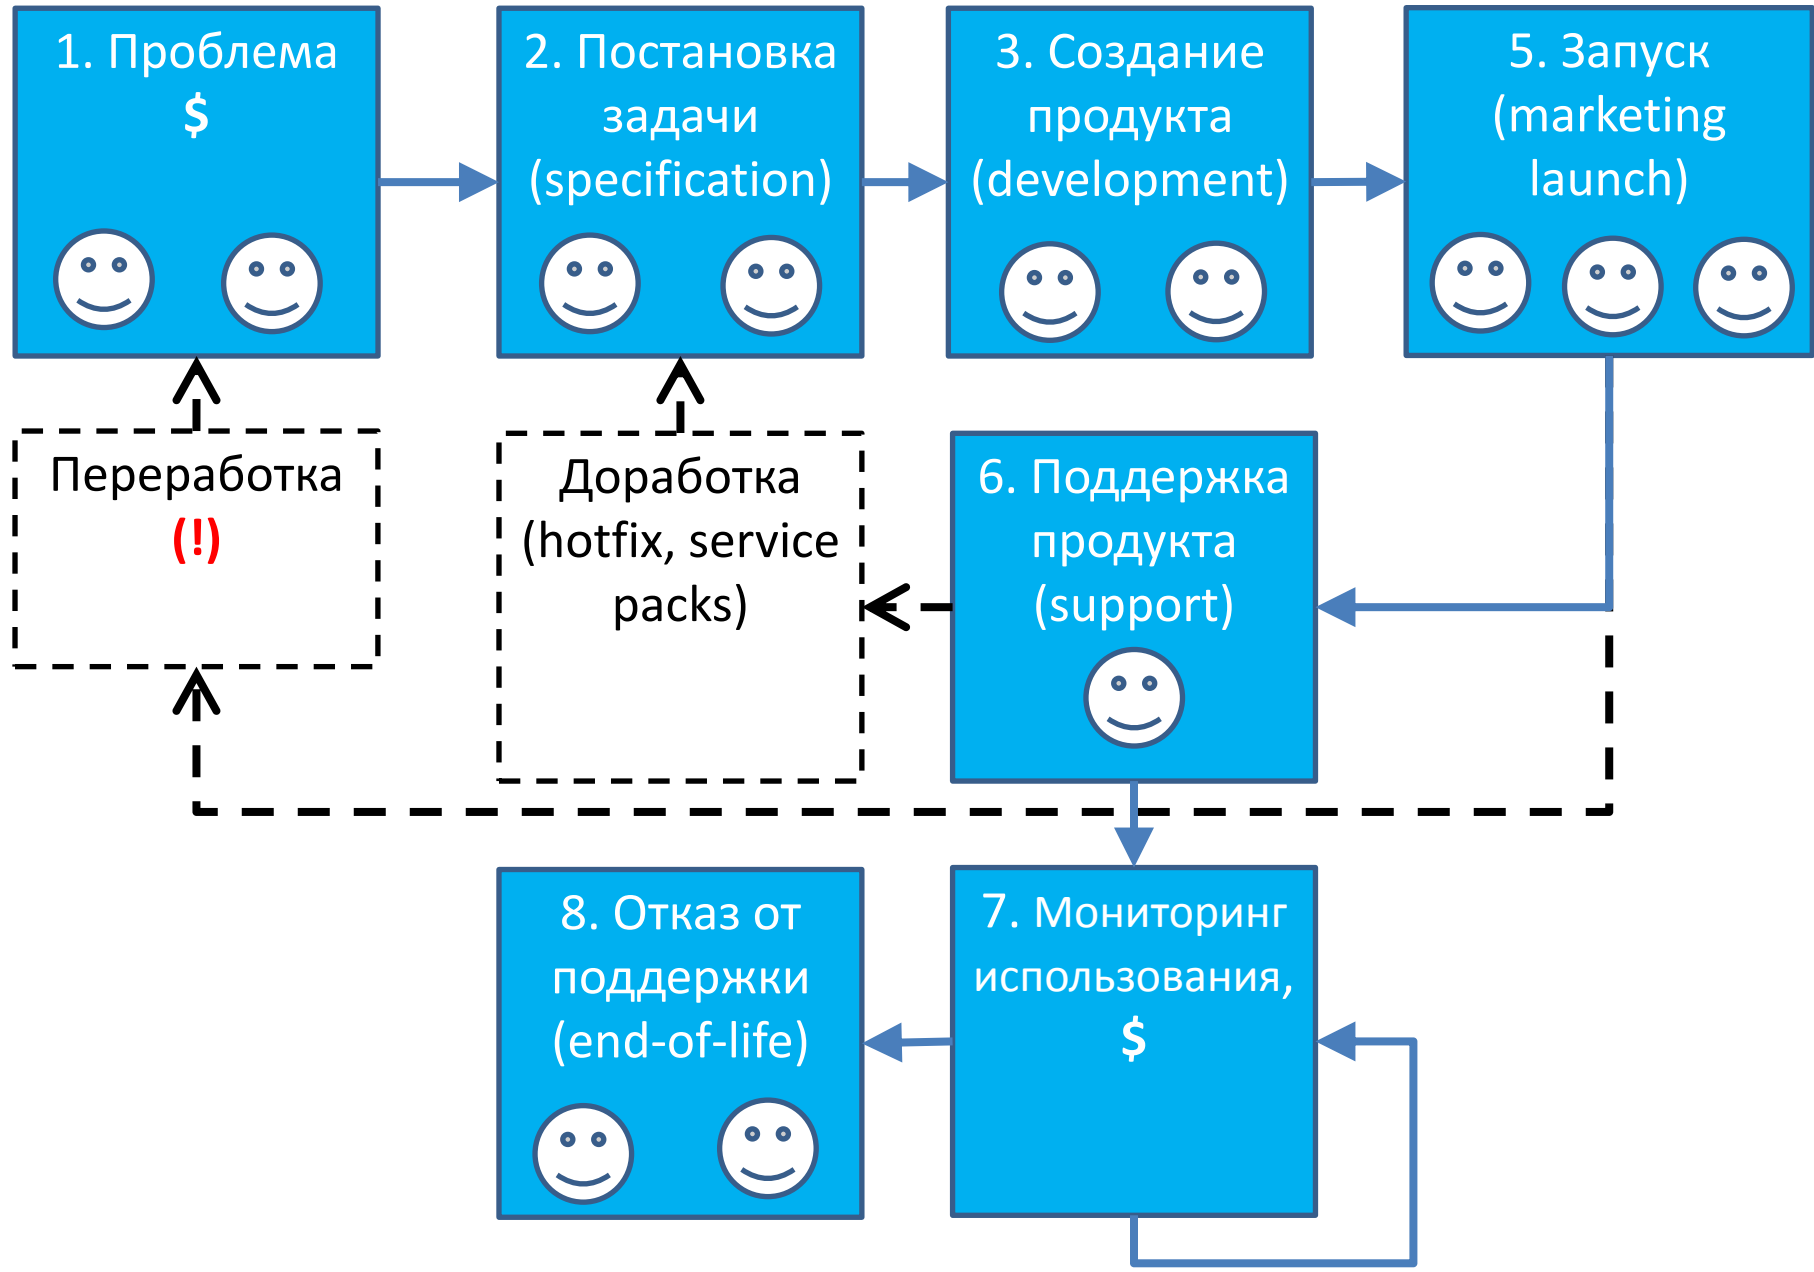 1. Проблема
$
2. Постановка
задачи
(specification)
3. Создание
продукта
(development)
5. Запуск
(marketing
launch)
Переработка
(!)
Доработка
(hotfix, service
packs)
6. Поддержка
продукта
(support)
8. Отказ от
поддержки
(end-of-life)
7. Мониторинг
использования,
$